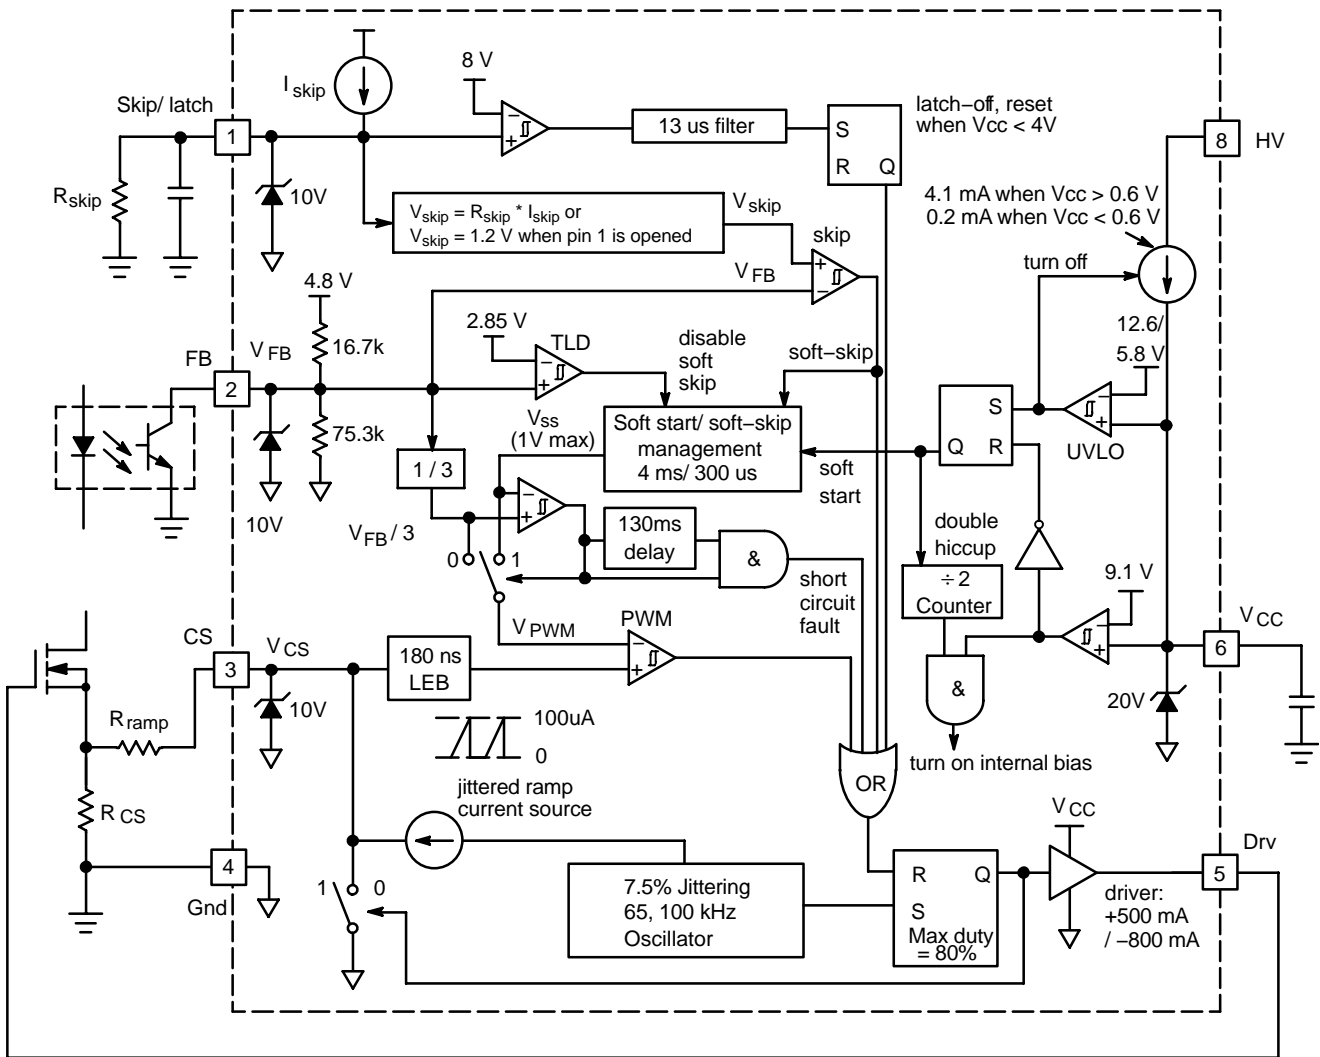 I skip
8 V
Skip/ latch
1
13 us filter
S
R
Q
latch−off, reset
when Vcc < 4V
8
HV
R skip
10V
V skip = R skip * I skip or
V skip = 1.2 V when pin 1 is opened
V skip
skip
4.1 mA when Vcc > 0.6 V
0.2 mA when Vcc < 0.6 V
turn off
V FB
4.8 V
16.7k
2.85 V
TLD
disable
soft
skip
soft−skip
12.6/
5.8 V
FB
V FB
2
75.3k
10V
1 / 3
V ss
(1V max)
Soft start/ soft−skip
management
4 ms/ 300 us
soft
start
S
Q
R
UVLO
V FB / 3
0
1
130ms
delay
&
short
circuit
fault
double
hiccup
÷ 2
Counter
9.1 V
V CC
6
CS
V CS
3
10V
180 ns
LEB
V PWM
PWM
&
20V
turn on internal bias
R ramp
100uA
0
jittered ramp
current source
OR
R CS
4
Gnd
1
0
7.5% Jittering
65, 100 kHz
Oscillator
R
Q
S
Max duty
= 80%
V CC
Drv
5
driver:
+500 mA
/ −800 mA
− + − + − + − + − + − + − + − +